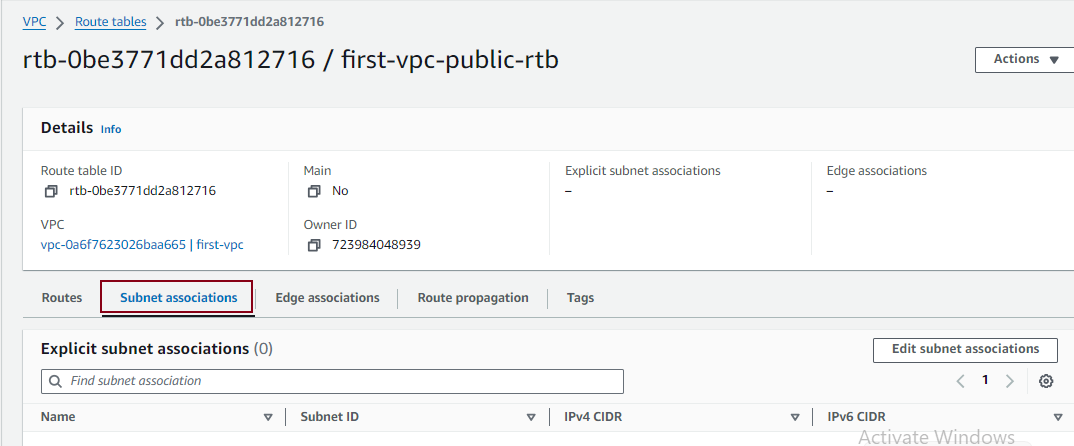 VPC > Route tables > rtb-0be3771dd2a812716
rtb-0be3771dd2a812716 / first-vpc-public-rtb
Actions
Details Info
Route table ID
rtb-0be3771dd2a812716
Main
No
Explicit subnet associations
–
Edge associations
–
VPC
vpc-0a6f7623026baa665 | first-vpc
Owner ID
723984048939
Routes Subnet associations Edge associations Route propagation Tags
Explicit subnet associations (0)
Edit subnet associations
Find subnet association
1
Name Subnet ID IPv4 CIDR IPv6 CIDR
Activate Windows